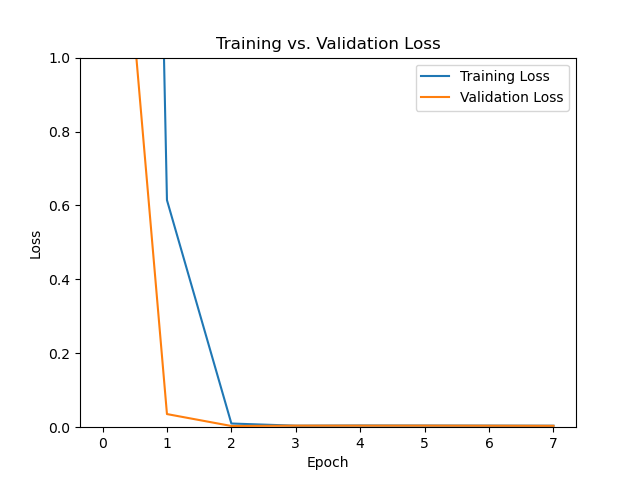 Training vs. Validation Loss
Training Loss
Validation Loss
1.0
0.8
0.6
0.4
0.2
0.0
Loss
0 1 2 3 4 5 6 7
Epoch